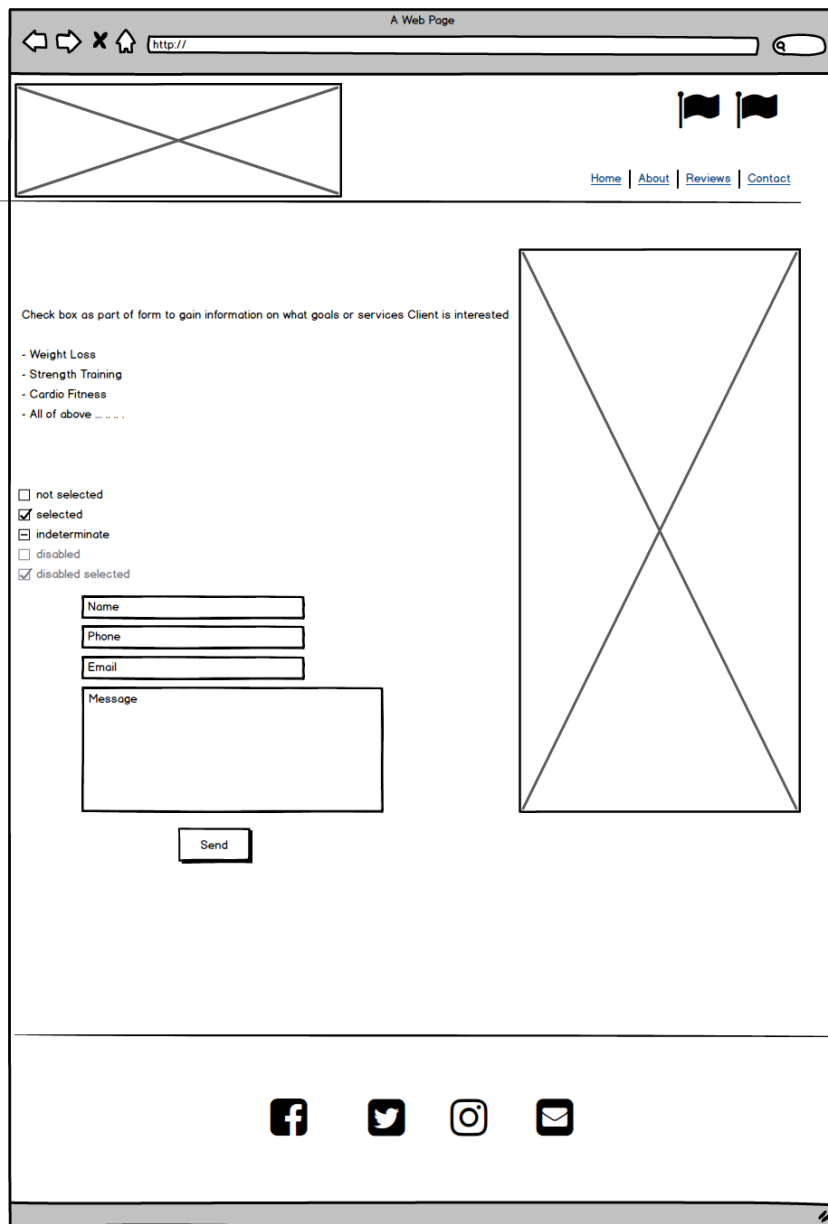 A Web Page
http://
Home About Reviews Contact
Check box as part of form to gain information on what goals or services Client is interested
- Weight Loss
- Strength Training
- Cardio Fitness
- All of above ... .. .. .
not selected
selected
indeterminate
disabled
disabled selected
Name
Phone
Email
Message
Send